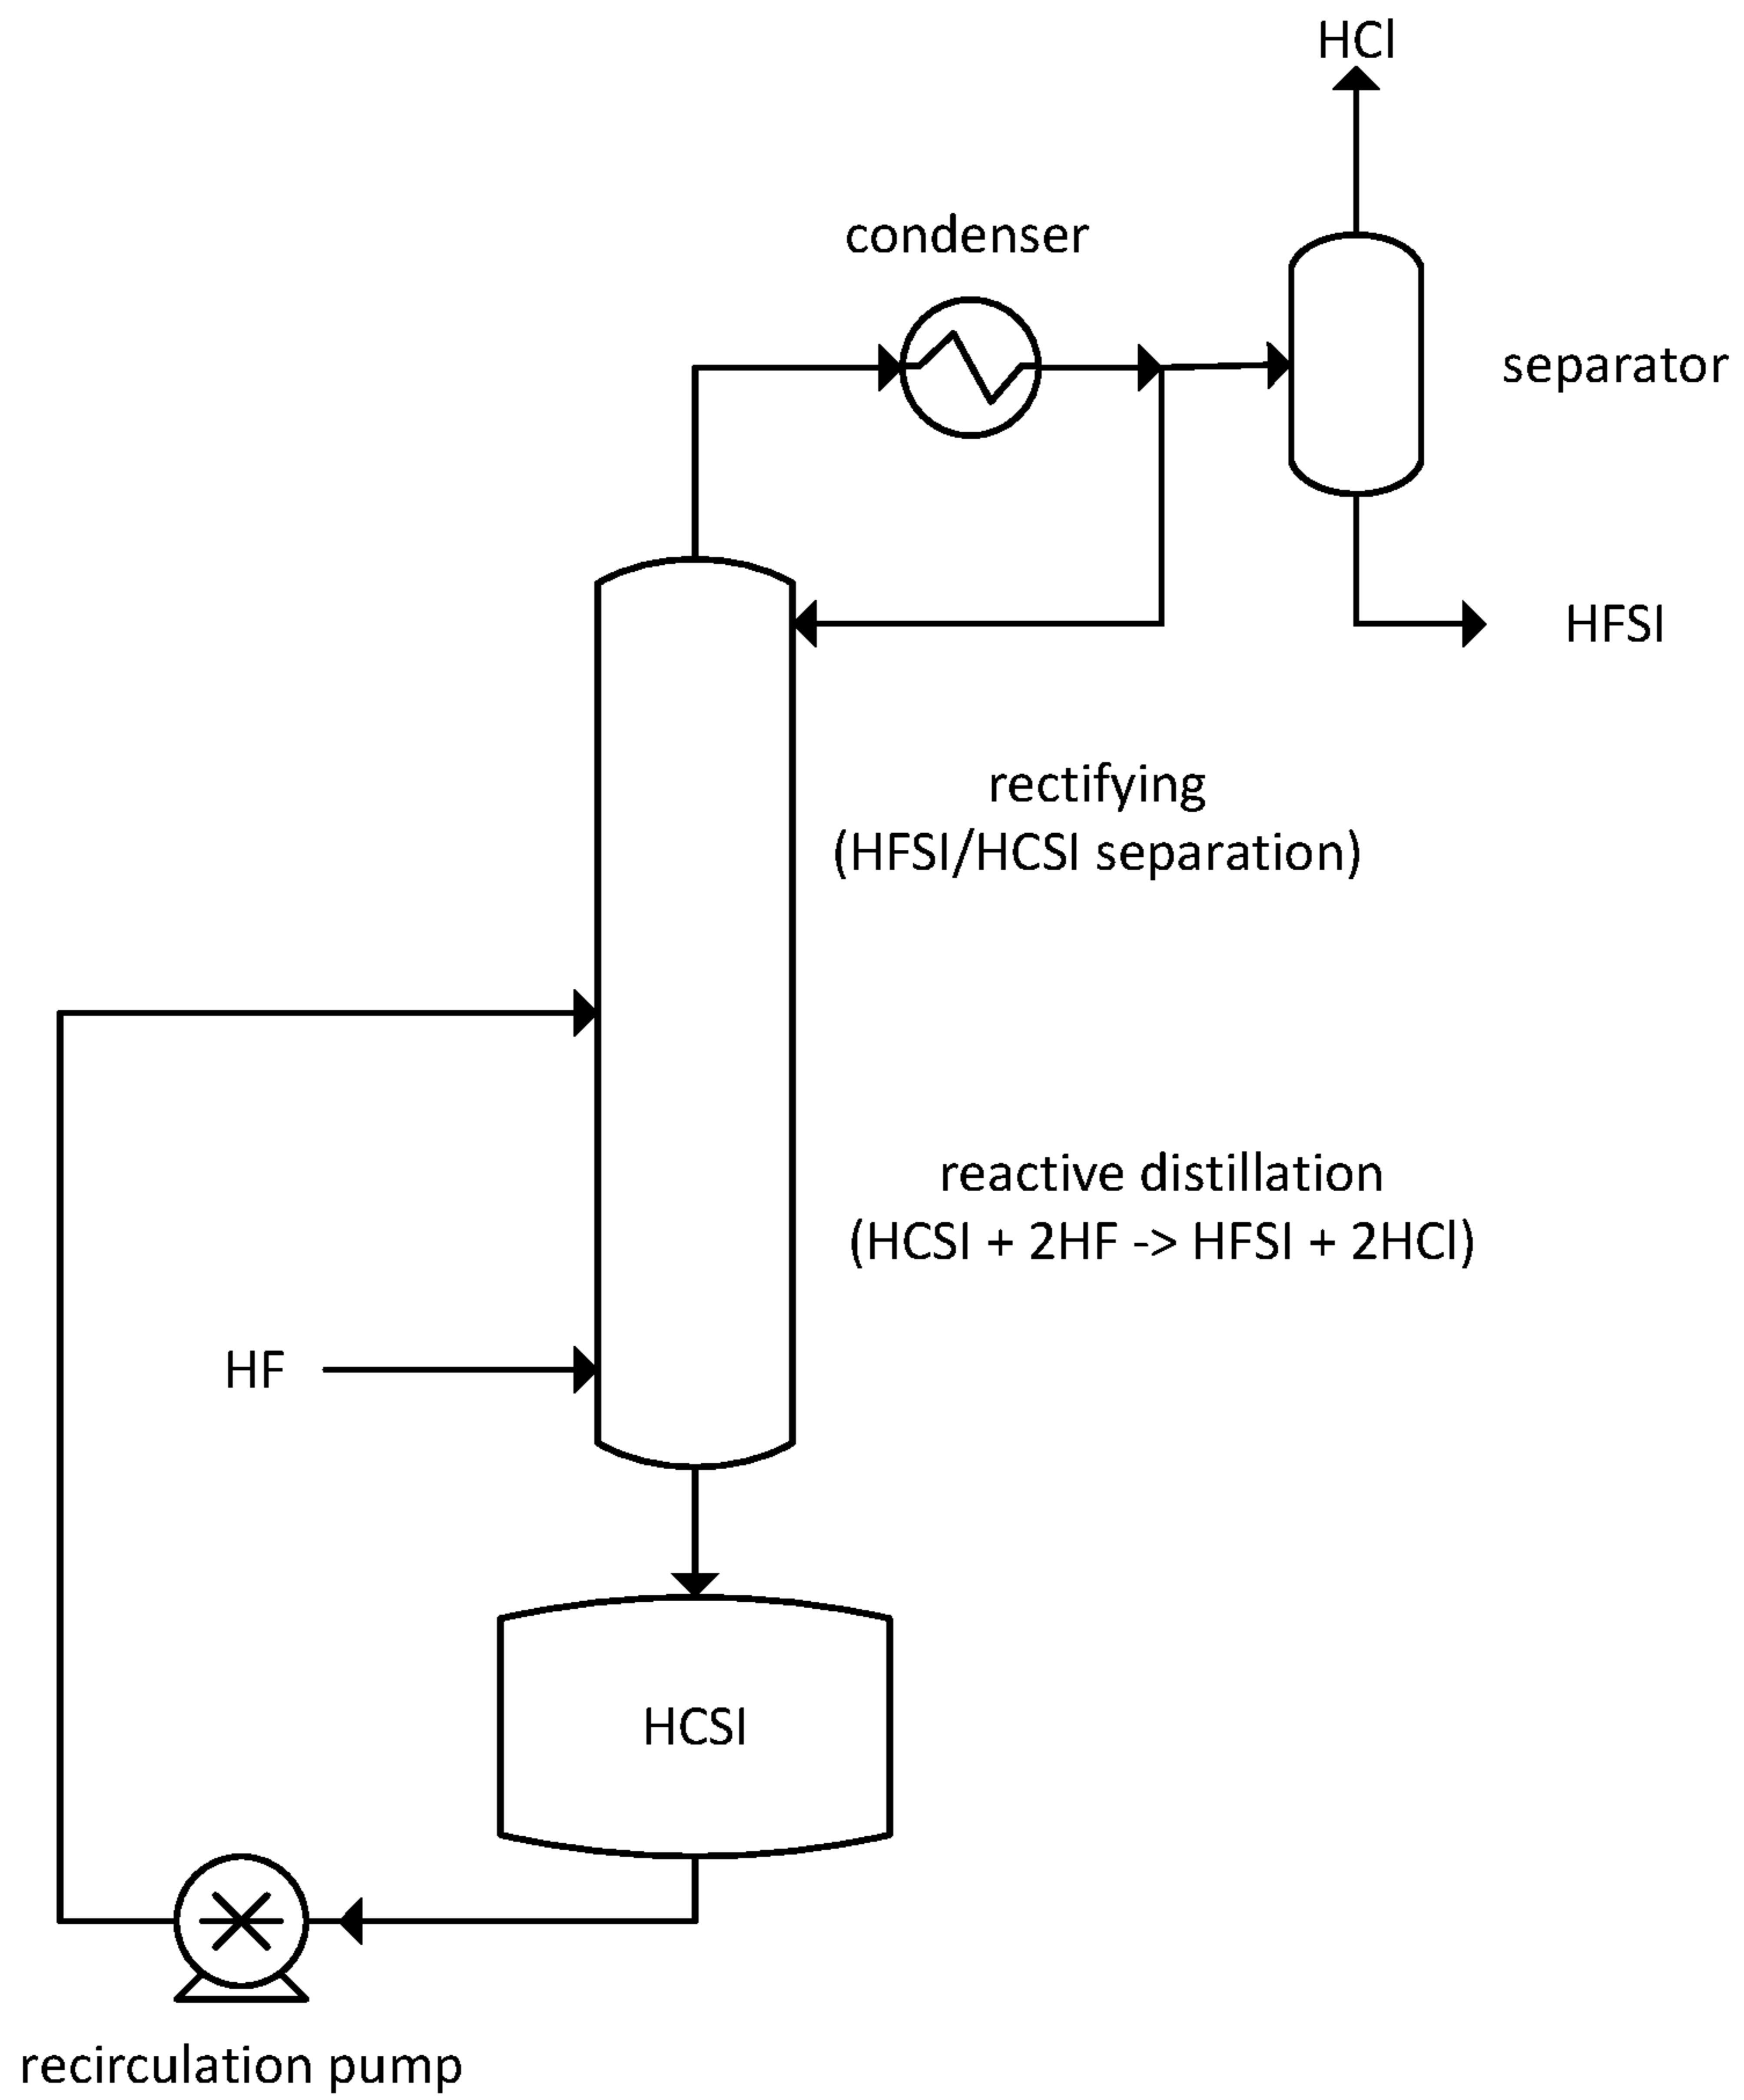 HCl
condenser
separator
HFSI
rectifying
(HFSI/HCSI separation)
reactive distillation
(HCSI + 2HF -> HFSI + 2HCl)
HF
HCSI
recirculation pump